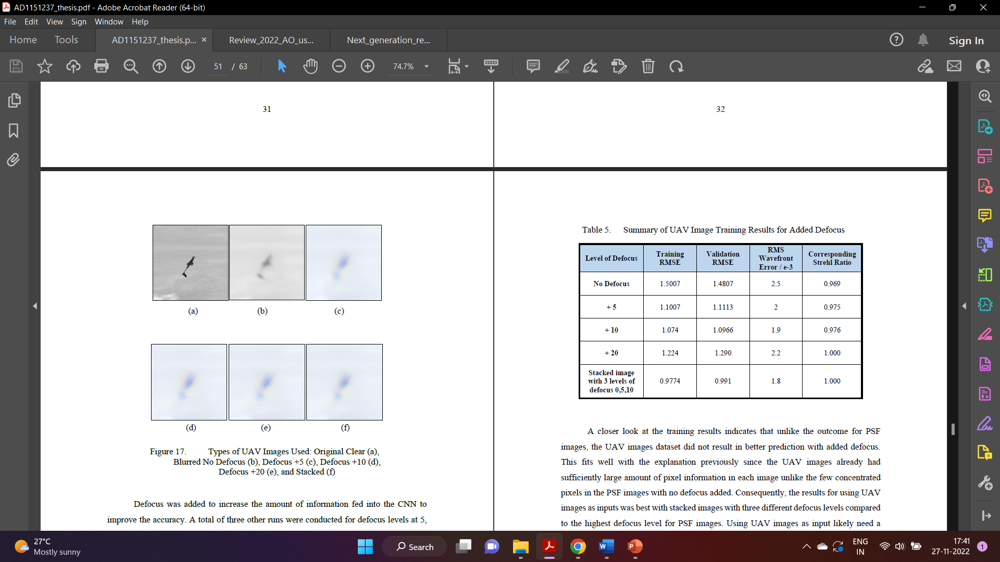 AD1151237_thesis.pdf - Adobe Acrobat Reader (64-bit)
File Edit View Sign Window Help
Home Tools AD1151237_thesis.p... × Review_2022_AO_us... Next_generation_re... Sign In
51 / 63 74.7%
31
32
(a) (b) (c)
(d) (e) (f)
Figure 17. Types of UAV Images Used: Original Clear (a),
Blurred No Defocus (b), Defocus +5 (c), Defocus +10 (d),
Defocus +20 (e), and Stacked (f)
Defocus was added to increase the amount of information fed into the CNN to
improve the accuracy. A total of three other runs were conducted for defocus levels at 5,
Table 5. Summary of UAV Image Training Results for Added Defocus
Level of Defocus Training RMSE Validation RMSE RMS Wavefront Error / e-3 Corresponding Strehl Ratio
No Defocus 1.5007 1.4807 2.5 0.969
+ 5 1.1007 1.1113 2 0.975
+ 10 1.074 1.0966 1.9 0.976
+ 20 1.224 1.290 2.2 1.000
Stacked image with 3 levels of defocus 0,5,10 0.9774 0.991 1.8 1.000
A closer look at the training results indicates that unlike the outcome for PSF
images, the UAV images dataset did not result in better prediction with added defocus.
This fits well with the explanation previously since the UAV images already had
sufficiently large amount of pixel information in each image unlike the few concentrated
pixels in the PSF images with no defocus added. Consequently, the results for using UAV
images as inputs was best with stacked images with three different defocus levels compared
to the highest defocus level for PSF images. Using UAV images as input likely need a
27°C
Mostly sunny
Search
ENG
IN
17:41
27-11-2022
1